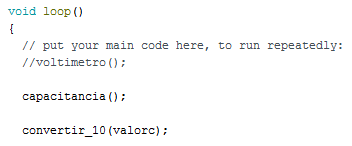 void loop()
{
// put your main code here, to run repeatedly:
//voltimetro();
capacitancia();
convertir_10(valorc);